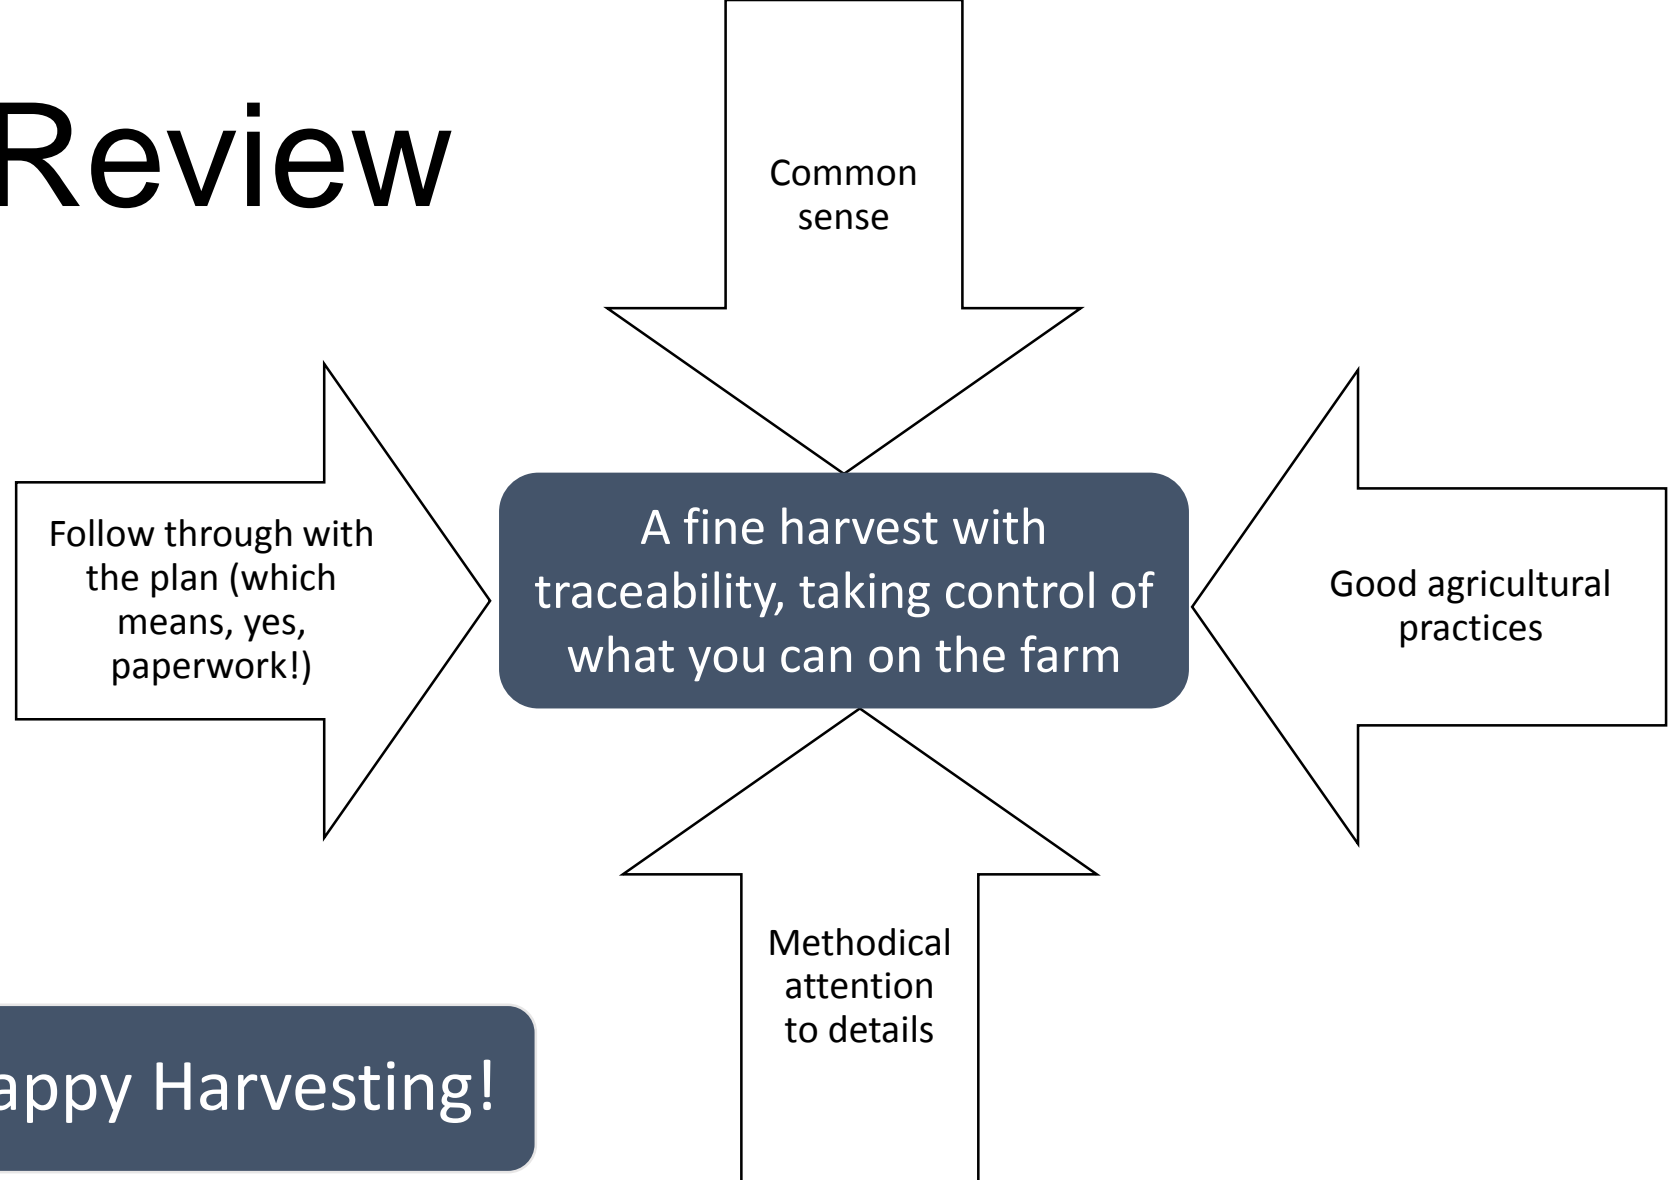 Review
Common
sense
Follow through with
the plan (which
means, yes,
paperwork!)
A fine harvest with
traceability, taking control of
what you can on the farm
Good agricultural
practices
Methodical
attention
to details
appy Harvesting!